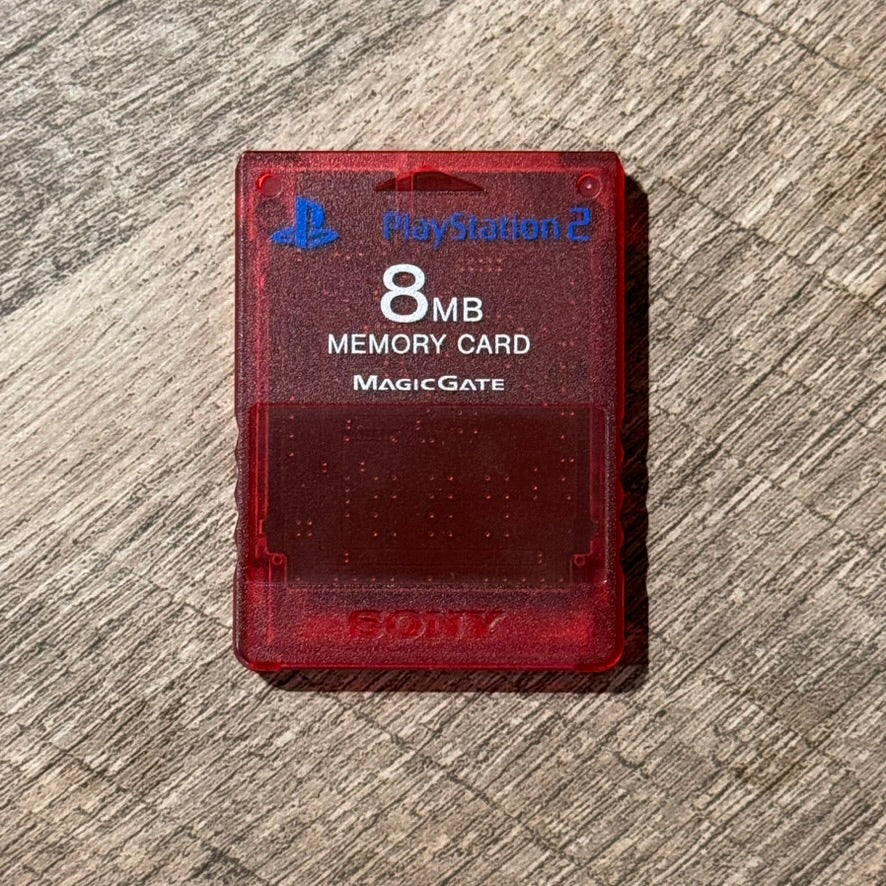 PlayStation 2
8MB
MEMORY CARD
MAGICGATE
SONY